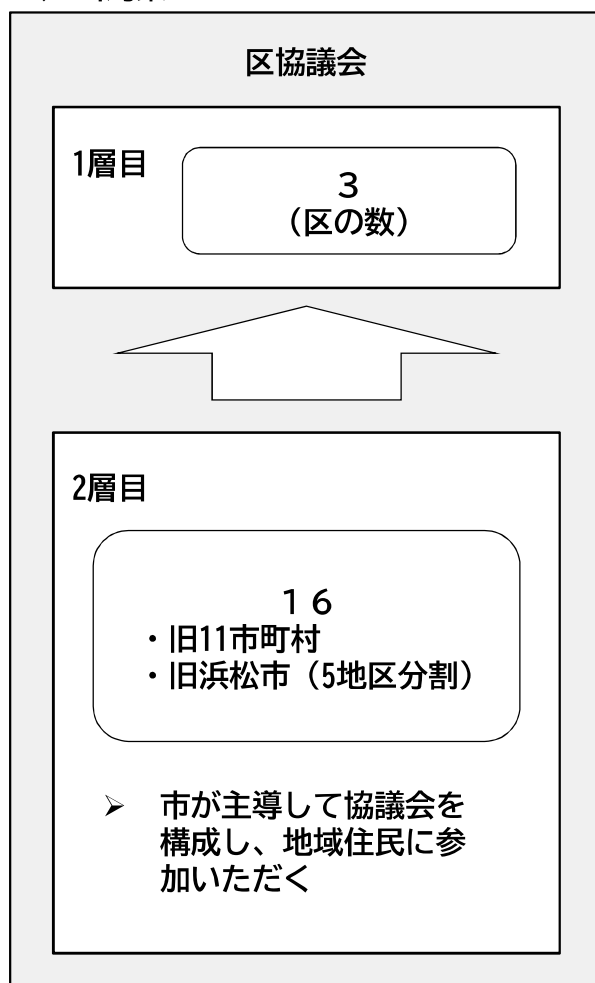 区協議会
1層目
3
(区の数)
2層目
16
・旧11市町村
・旧浜松市(5地区分割)
➢ 市が主導して協議会を
構成し、地域住民に参
加いただく